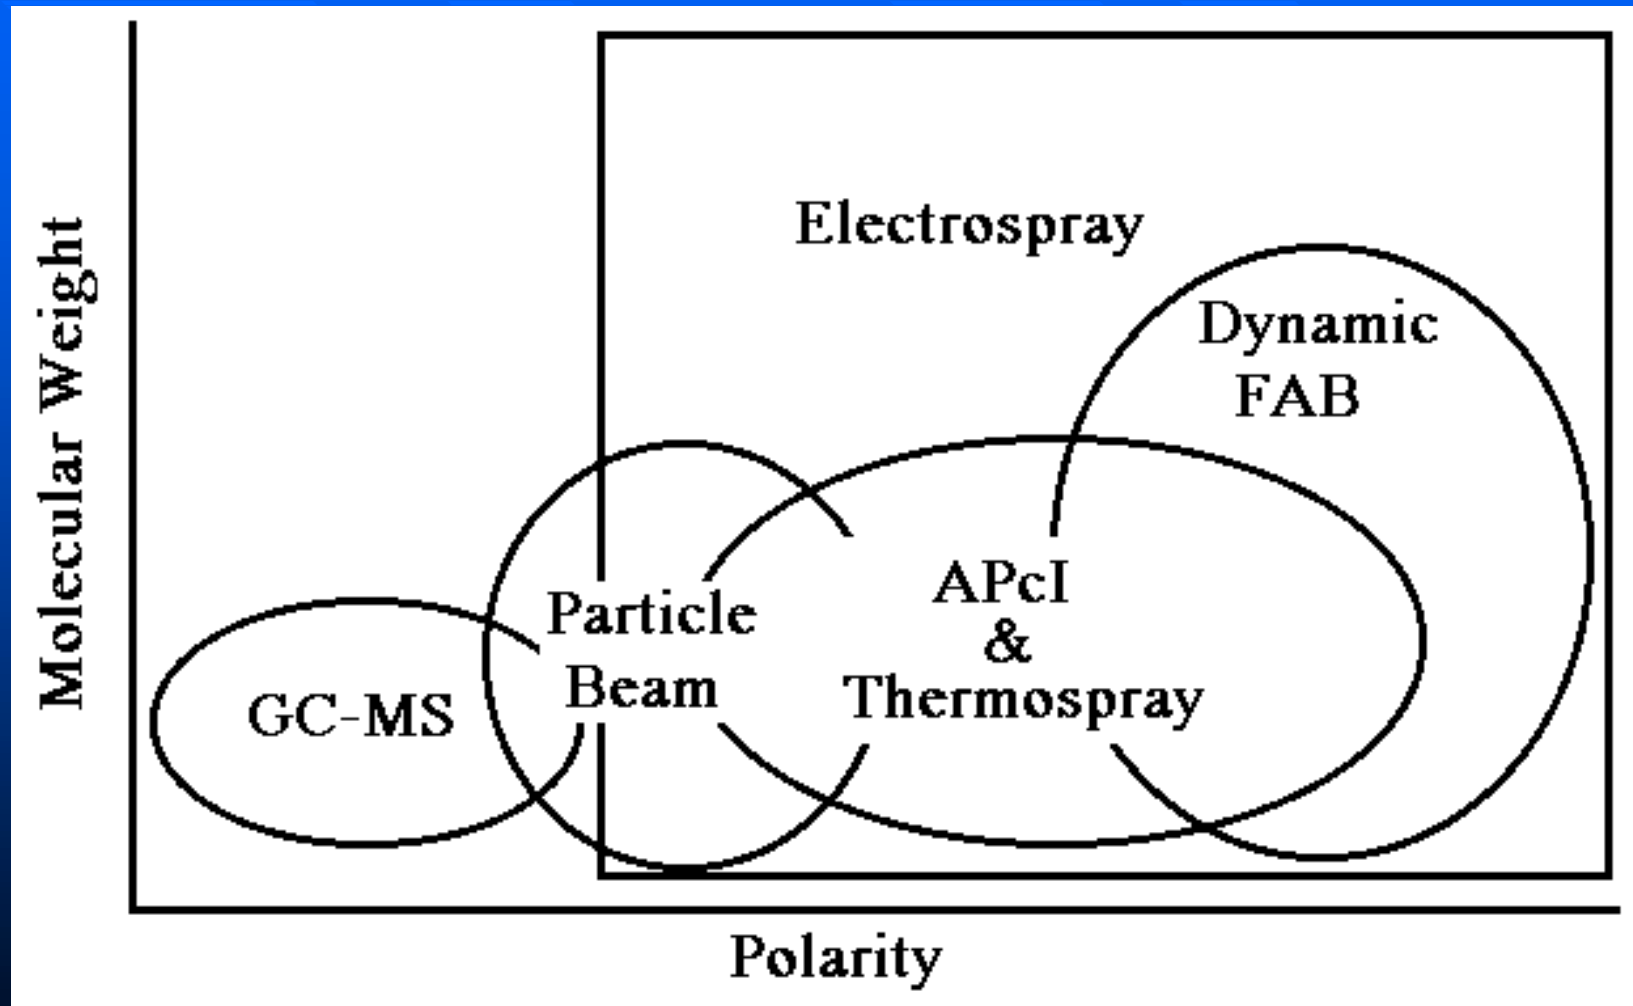 Molecular Weight
Electrospray
Dynamic
FAB
Particle
Beam
APcI
&
Thermospray
GC-MS
Polarity